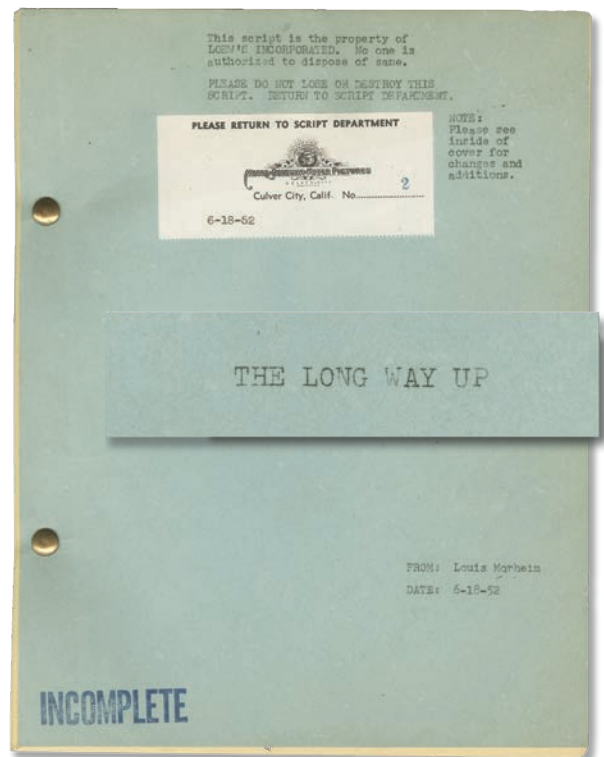 This script is the property of
LOEW'S INCORPORATED. No one is
authorized to dispose of same.
PLEASE DO NOT LOSE OR DESTROY THIS
SCRIPT. RETURN TO SCRIPT DEPARTMENT.
PLEASE RETURN TO SCRIPT DEPARTMENT
Culver City, Calif. No. 2
6-18-52
NOTE:
Please see
inside of
cover for
changes and
additions.
THE LONG WAY UP
FROM: Louis Morheim
DATE: 6-18-52
INCOMPLETE